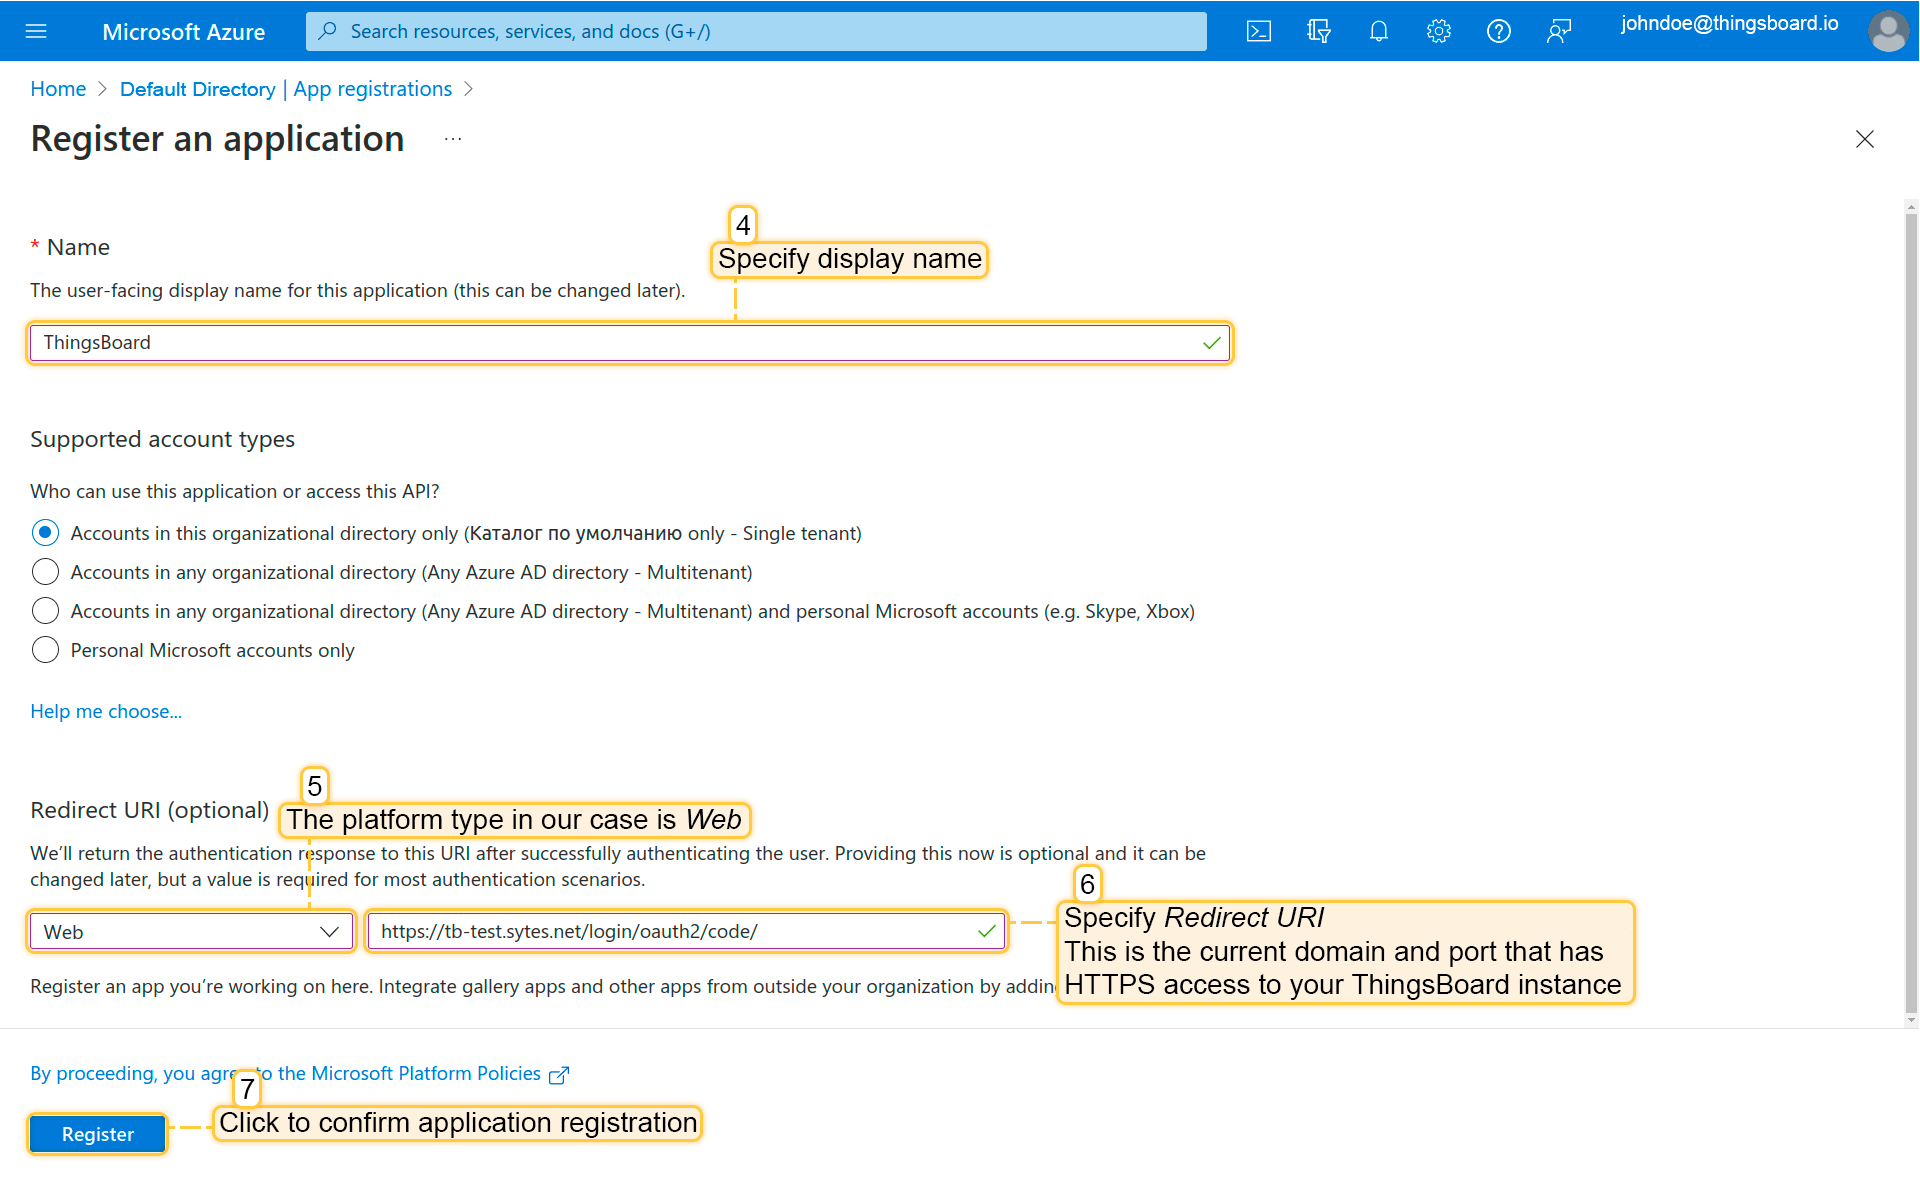 Microsoft Azure
Search resources, services, and docs (G+/)
johndoe@thingsboard.io
Home > Default Directory | App registrations >
Register an application ...
4
Specify display name
* Name
The user-facing display name for this application (this can be changed later).
ThingsBoard
Supported account types
Who can use this application or access this API?
Accounts in this organizational directory only (Каталог по умолчанию only - Single tenant)
Accounts in any organizational directory (Any Azure AD directory - Multitenant)
Accounts in any organizational directory (Any Azure AD directory - Multitenant) and personal Microsoft accounts (e.g. Skype, Xbox)
Personal Microsoft accounts only
Help me choose...
5
Redirect URI (optional)
The platform type in our case is Web
We'll return the authentication response to this URI after successfully authenticating the user. Providing this now is optional and it can be
changed later, but a value is required for most authentication scenarios.
Web
https://tb-test.sytes.net/login/oauth2/code/
6
Specify Redirect URI
This is the current domain and port that has
HTTPS access to your ThingsBoard instance
Register an app you're working on here. Integrate gallery apps and other apps from outside your organization by
By proceeding, you agree to the Microsoft Platform Policies
7
Click to confirm application registration
Register